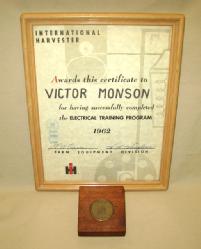 INTERNATIONAL
HARVESTER
Awards this certificate to
VICTOR MONSON
for having successfully completed
the ELECTRICAL TRAINING PROGRAM
1962
FARM EQUIPMENT DIVISION
IH